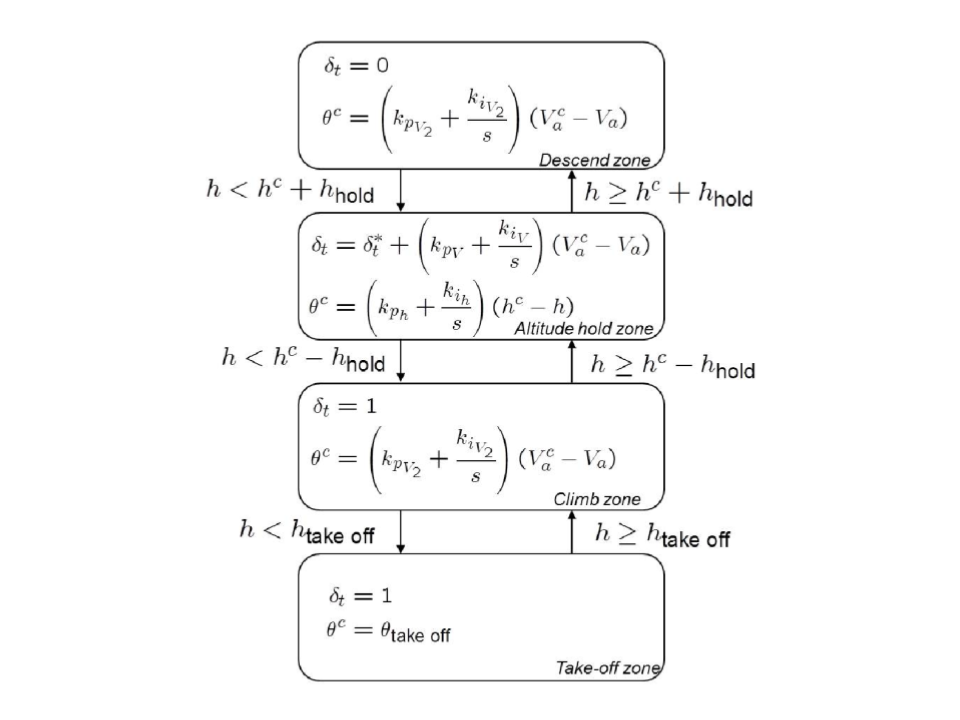 δ_t = 0
θ^c = (k_{p_{V_2}} + k_{i_{V_2}}/s) (V_a^c − V_a)
Descend zone
h < h^c + h_hold
h ≥ h^c + h_hold
δ_t = δ_t^* + (k_{p_V} + k_{i_V}/s) (V_a^c − V_a)
θ^c = (k_{p_h} + k_{i_h}/s) (h^c − h)
Altitude hold zone
h < h^c − h_hold
h ≥ h^c − h_hold
δ_t = 1
θ^c = (k_{p_{V_2}} + k_{i_{V_2}}/s) (V_a^c − V_a)
Climb zone
h < h_take off
h ≥ h_take off
δ_t = 1
θ^c = θ_take off
Take-off zone